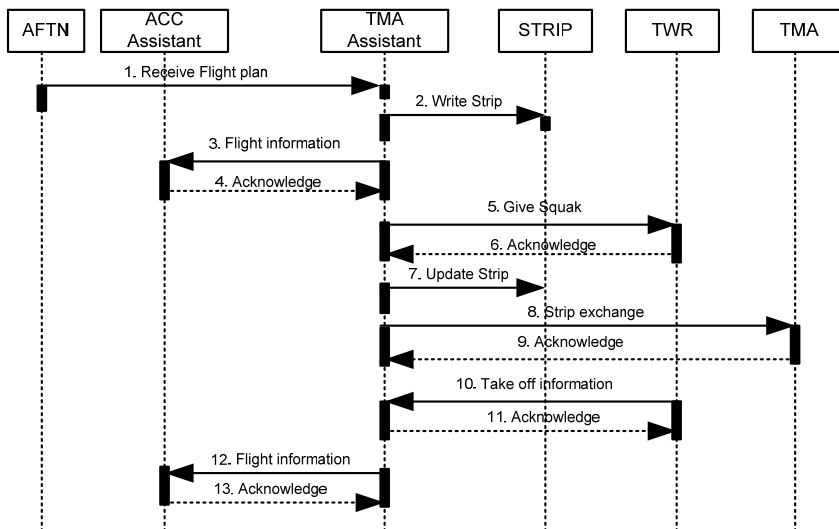 AFTN
ACC
Assistant
TMA
Assistant
STRIP
TWR
TMA
1. Receive Flight plan
2. Write Strip
3. Flight information
4. Acknowledge
5. Give Squak
6. Acknowledge
7. Update Strip
8. Strip exchange
9. Acknowledge
10. Take off information
11. Acknowledge
12. Flight information
13. Acknowledge